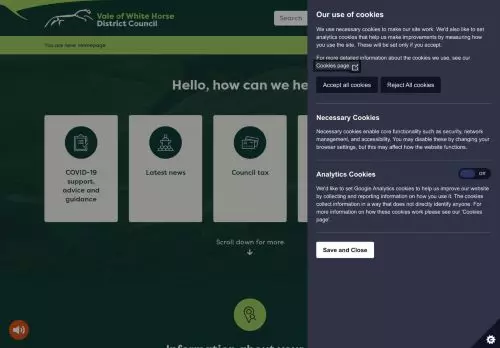 Vale of White Horse
District Council
Search
You are here: Homepage
Hello, how can we he
COVID-19
support,
advice and
guidance
Latest news
Council tax
Scroll down for more
Information about your
Our use of cookies
We use necessary cookies to make our site work. We'd also like to set
analytics cookies that help us make improvements by measuring how
you use the site. These will be set only if you accept.
For more detailed information about the cookies we use, see our
Cookies page
Accept all cookies
Reject All cookies
Necessary Cookies
Necessary cookies enable core functionality such as security, network
management, and accessibility. You may disable these by changing your
browser settings, but this may affect how the website functions.
Analytics Cookies
Off
We'd like to set Google Analytics cookies to help us improve our website
by collecting and reporting information on how you use it. The cookies
collect information in a way that does not directly identify anyone. For
more information on how these cookies work please see our 'Cookies
page'.
Save and Close